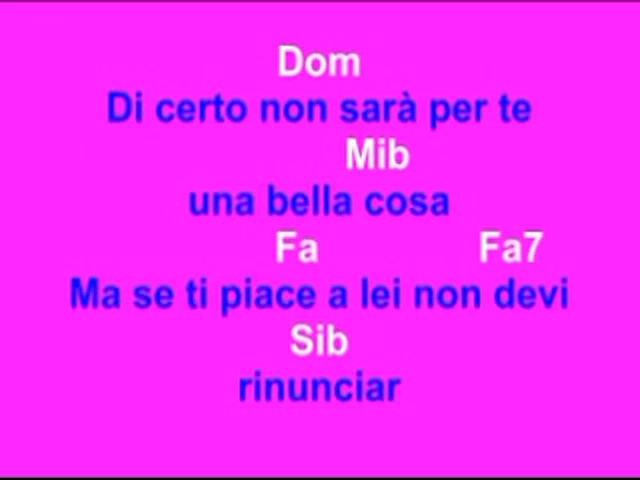 Dom
Di certo non sarà per te
Mib
una bella cosa
Fa Fa7
Ma se ti piace a lei non devi
Sib
rinunciar